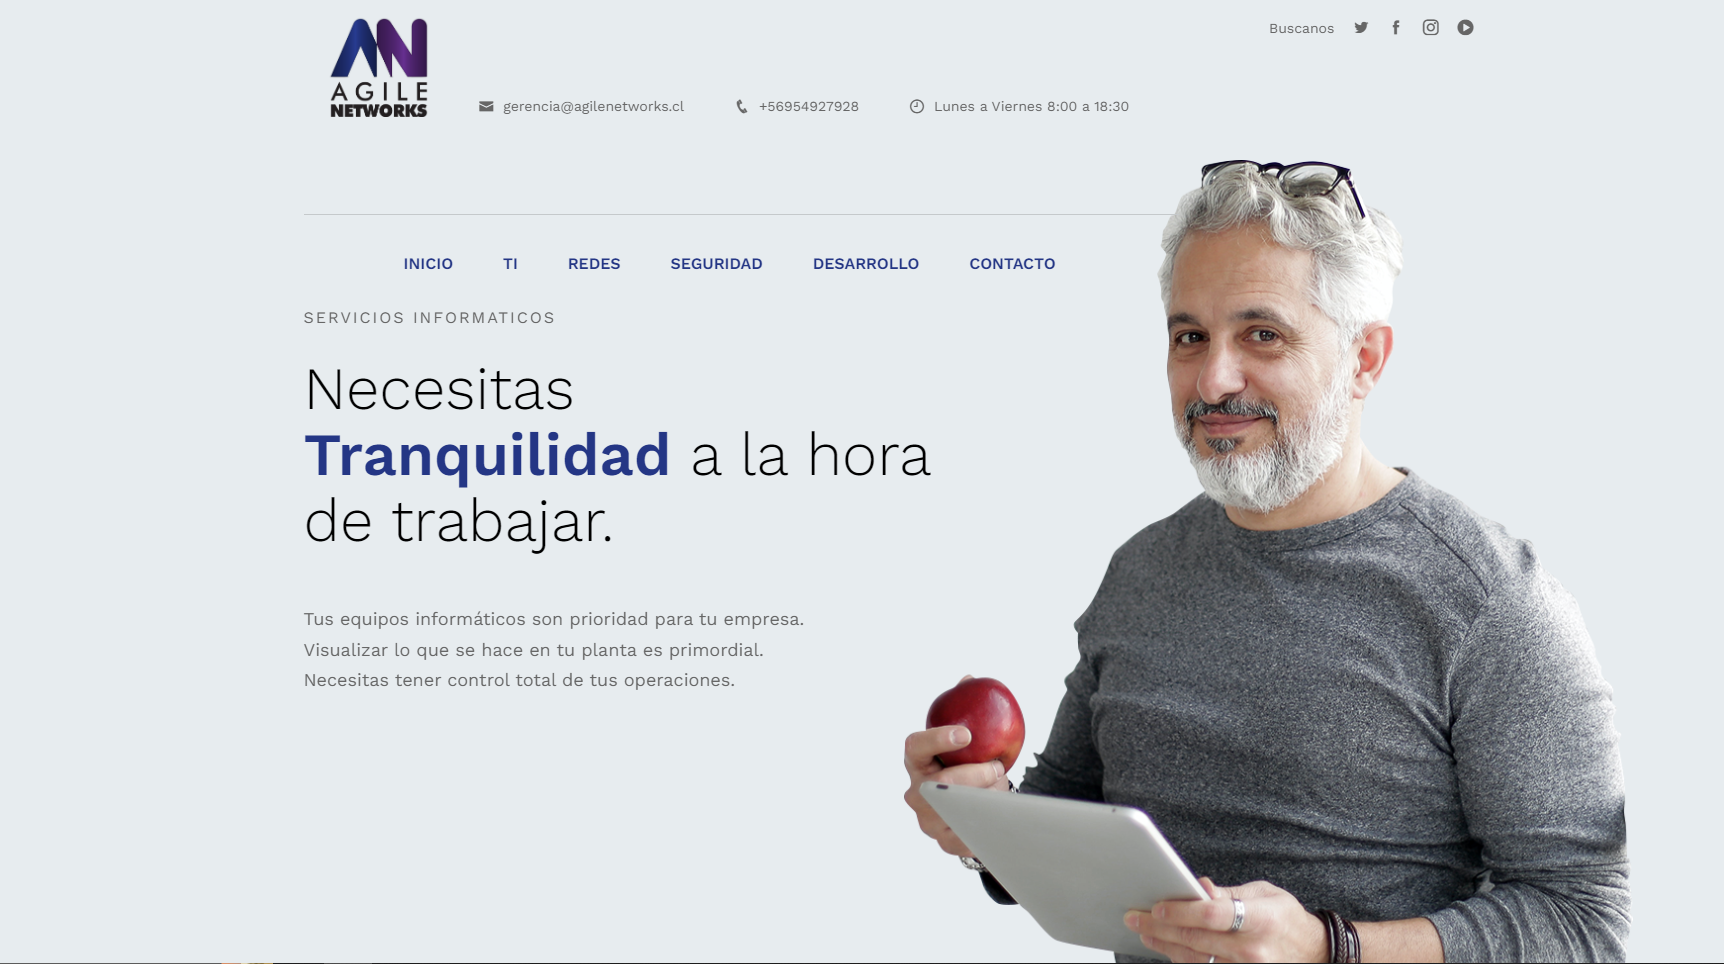 AGILE
NETWORKS
Buscanos
gerencia@agilenetworks.cl
+56954927928
Lunes a Viernes 8:00 a 18:30
INICIO
TI
REDES
SEGURIDAD
DESARROLLO
CONTACTO
SERVICIOS INFORMATICOS
Necesitas
Tranquilidad a la hora
de trabajar.
Tus equipos informáticos son prioridad para tu empresa.
Visualizar lo que se hace en tu planta es primordial.
Necesitas tener control total de tus operaciones.